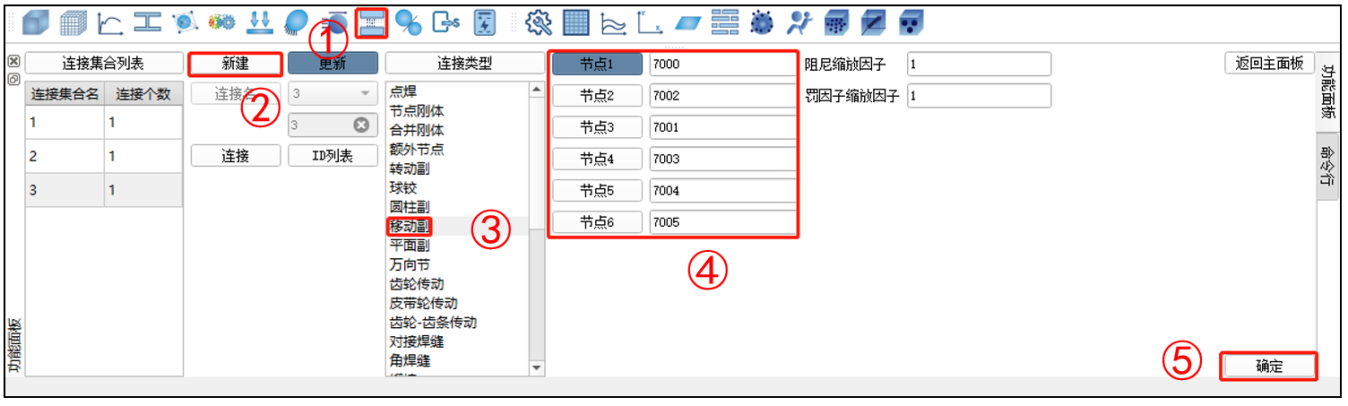 ①
连接集合列表 新建 更新 连接类型 节点1 7000 阻尼缩放因子 1 返回主面板
连接集合名 连接个数 连接名 3 点焊 节点2 7002 罚因子缩放因子 1
②
1 1 3 节点刚体 节点3 7001
合并刚体
2 1 连接 ID列表 额外节点 节点4 7003
转动副
3 1 球铰 节点5 7004
圆柱副
移动副 ③ 节点6 7005
平面副
万向节 ④
齿轮传动
皮带轮传动
齿轮-齿条传动
对接焊缝
角焊缝 ⑤ 确定
功能面板
功能面板
命令行